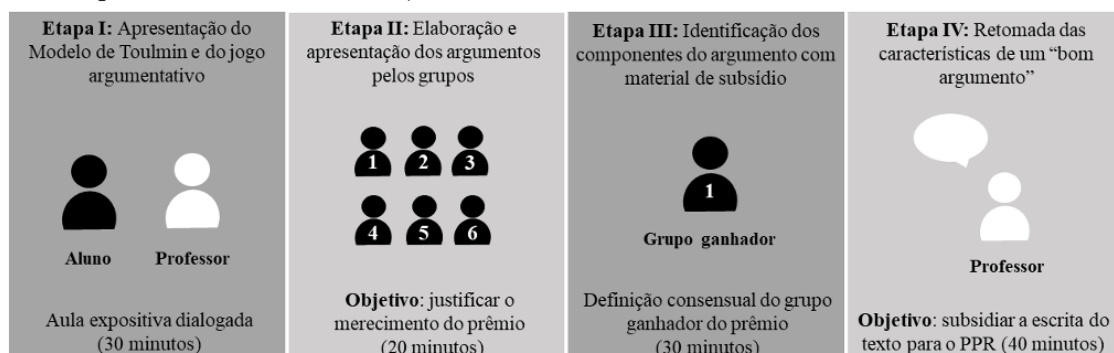 Etapa I: Apresentação do
Modelo de Toulmin e do jogo
argumentativo
Aluno
Professor
Aula expositiva dialogada
(30 minutos)
Etapa II: Elaboração e
apresentação dos argumentos
pelos grupos
1 2 3
4 5 6
Objetivo: justificar o
merecimento do prêmio
(20 minutos)
Etapa III: Identificação dos
componentes do argumento com
material de subsídio
1
Grupo ganhador
Definição consensual do grupo
ganhador do prêmio
(30 minutos)
Etapa IV: Retomada das
características de um “bom
argumento”
Professor
Objetivo: subsidiar a escrita do
texto para o PPR (40 minutos)